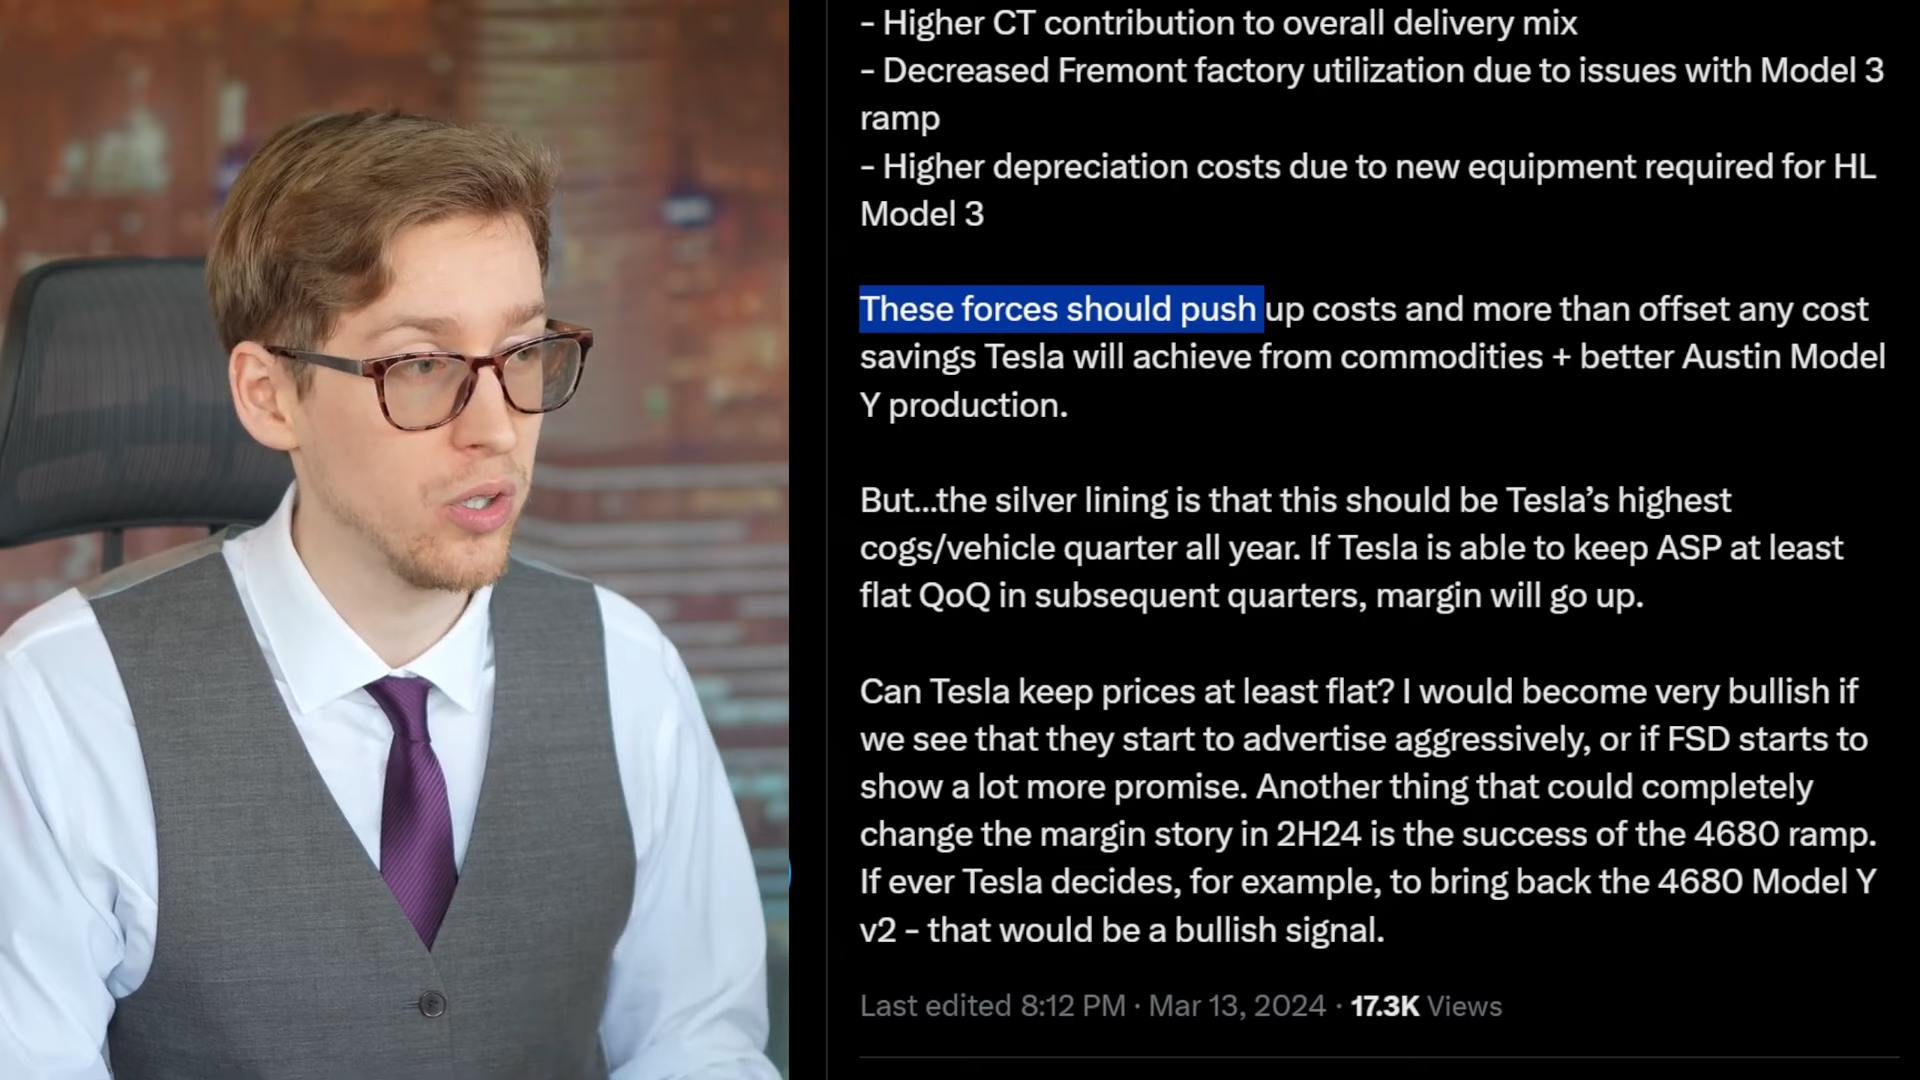 - Higher CT contribution to overall delivery mix
- Decreased Fremont factory utilization due to issues with Model 3
ramp
- Higher depreciation costs due to new equipment required for HL
Model 3
These forces should push up costs and more than offset any cost
savings Tesla will achieve from commodities + better Austin Model
Y production.
But...the silver lining is that this should be Tesla’s highest
cogs/vehicle quarter all year. If Tesla is able to keep ASP at least
flat QoQ in subsequent quarters, margin will go up.
Can Tesla keep prices at least flat? I would become very bullish if
we see that they start to advertise aggressively, or if FSD starts to
show a lot more promise. Another thing that could completely
change the margin story in 2H24 is the success of the 4680 ramp.
If ever Tesla decides, for example, to bring back the 4680 Model Y
v2 - that would be a bullish signal.
Last edited 8:12 PM · Mar 13, 2024 · 17.3K Views